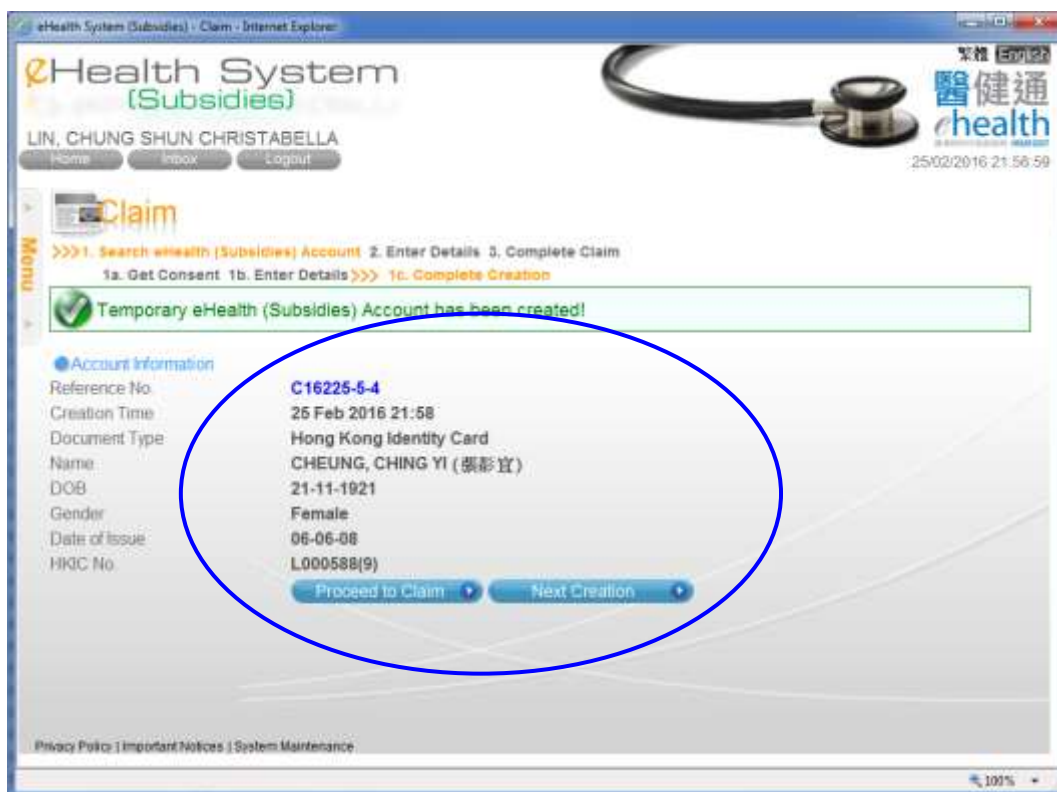 eHealth System (Subsidies) - Claim - Internet Explorer
繁體 English
eHealth System
(Subsidies)
醫健通
ehealth
LIN, CHUNG SHUN CHRISTABELLA
Home Inbox Logout
25/02/2016 21:58:59
Menu
Claim
>>>1. Search eHealth (Subsidies) Account 2. Enter Details 3. Complete Claim
1a. Get Consent 1b. Enter Details >>> 1c. Complete Creation
Temporary eHealth (Subsidies) Account has been created!
Account Information
Reference No. C16225-5-4
Creation Time 25 Feb 2016 21:58
Document Type Hong Kong Identity Card
Name CHEUNG, CHING YI (張彭宜)
DOB 21-11-1921
Gender Female
Date of Issue 06-06-08
HKIC No. L000588(9)
Proceed to Claim Next Creation
Privacy Policy | Important Notices | System Maintenance
100%